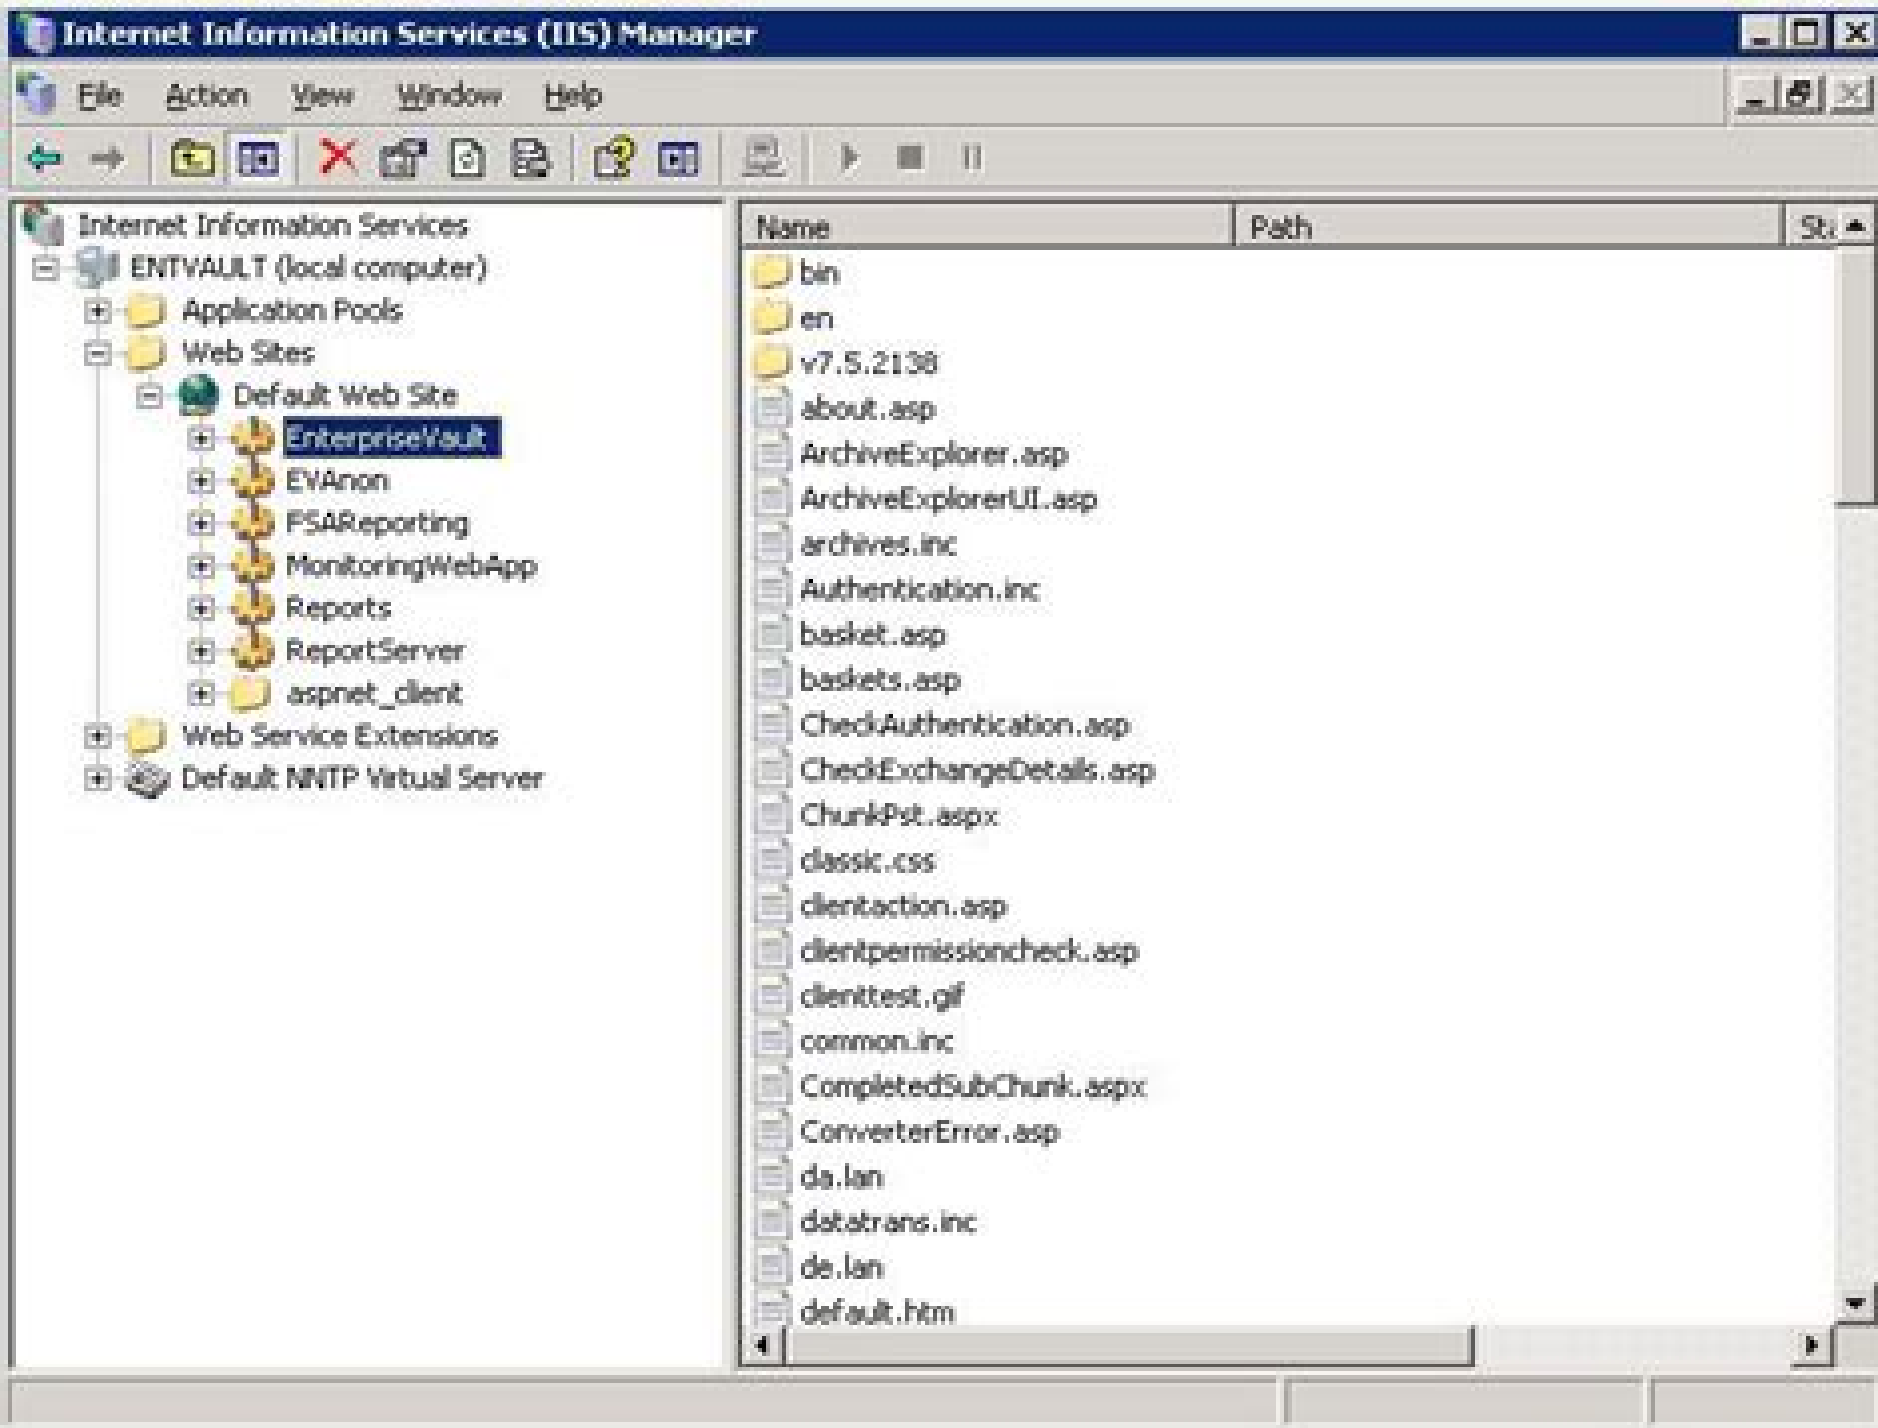 Internet Information Services (IIS) Manager
File Action View Window Help
Internet Information Services
ENTVAULT (local computer)
Application Pools
Web Sites
Default Web Site
EnterpriseVault
EVAnon
FSAReporting
MonitoringWebApp
Reports
ReportServer
aspnet_client
Web Service Extensions
Default NNTP Virtual Server
Name Path Sta
bin
en
v7.5.2138
about.asp
ArchiveExplorer.asp
ArchiveExplorerUI.asp
archives.inc
Authentication.inc
basket.asp
baskets.asp
CheckAuthentication.asp
CheckExchangeDetails.asp
ChunkPst.aspx
classic.css
clientaction.asp
clientpermissioncheck.asp
clienttest.gif
common.inc
CompletedSubChunk.aspx
ConverterError.asp
da.lan
datatrans.inc
de.lan
default.htm